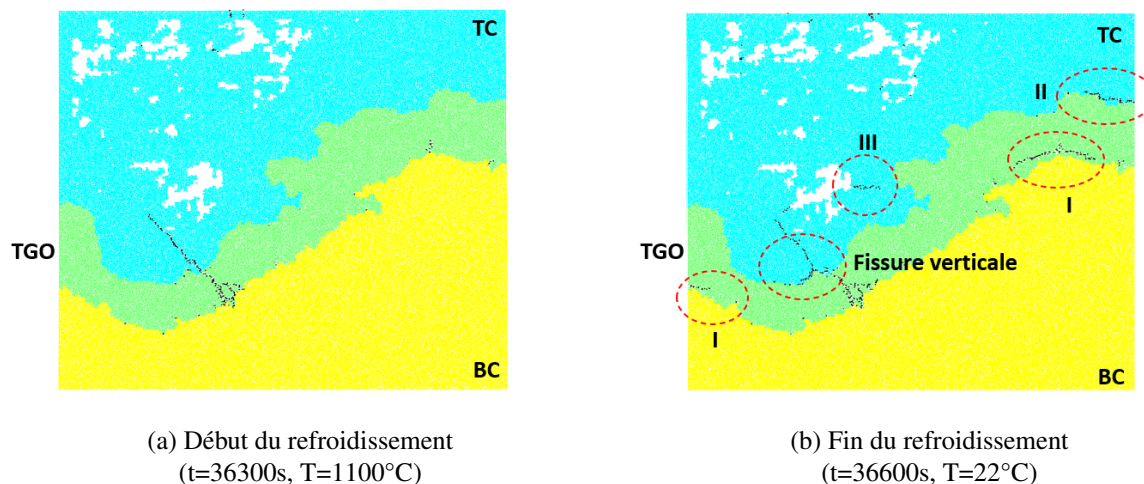 TC
TGO
BC
TC
II
III
I
TGO
Fissure verticale
I
BC
(a) Début du refroidissement
(t=36300s, T=1100°C)
(b) Fin du refroidissement
(t=36600s, T=22°C)